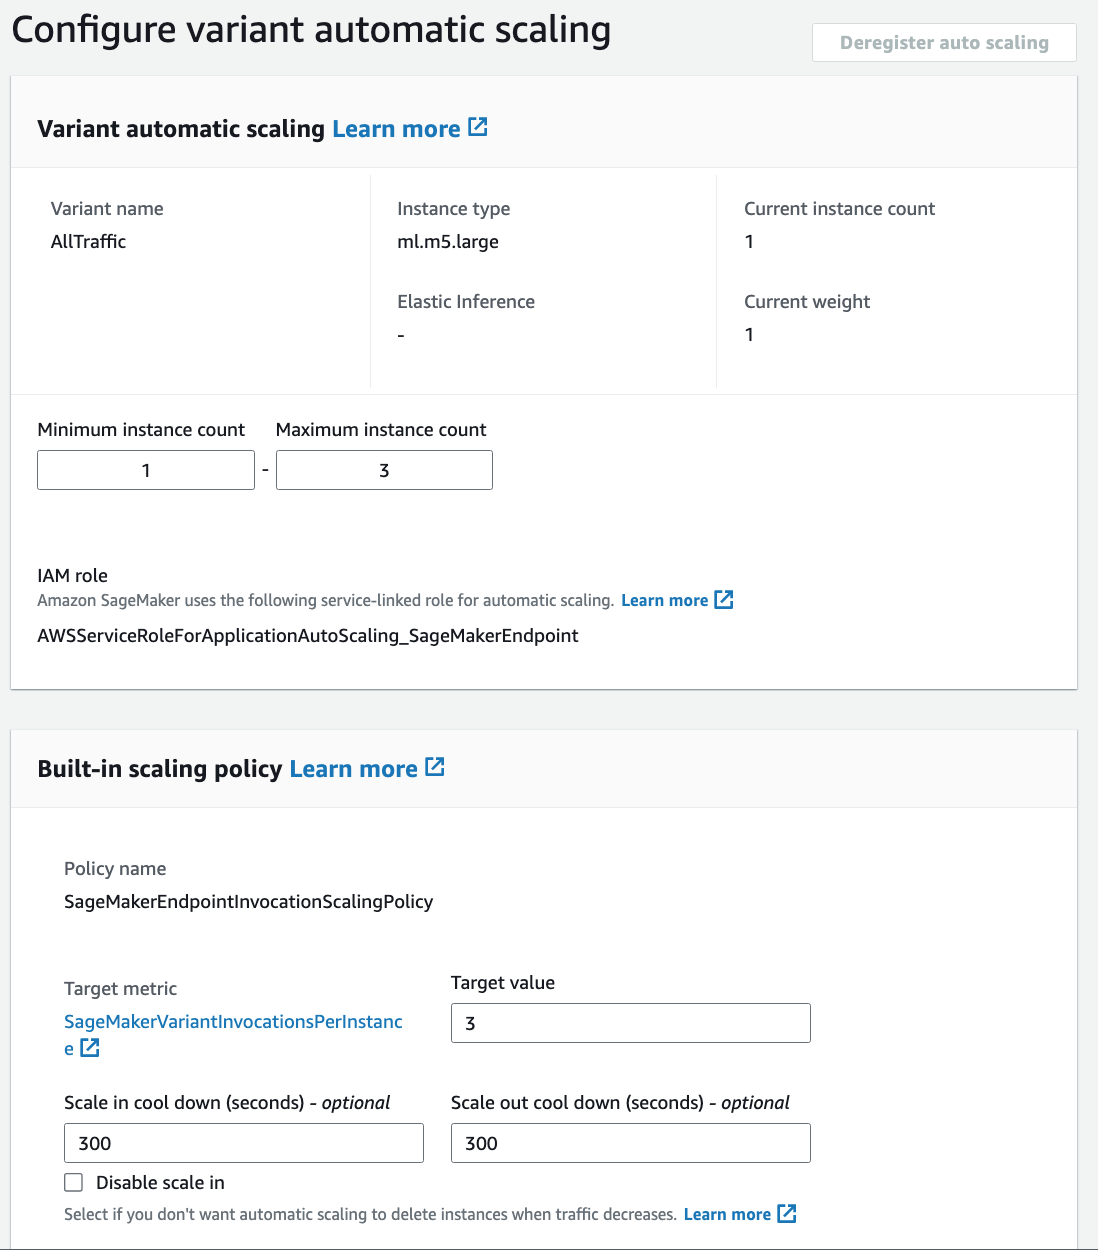 Configure variant automatic scaling
Deregister auto scaling
Variant automatic scaling Learn more
Variant name
AllTraffic
Instance type
ml.m5.large
Elastic Inference
-
Current instance count
1
Current weight
1
Minimum instance count
1
-
Maximum instance count
3
IAM role
Amazon SageMaker uses the following service-linked role for automatic scaling. Learn more
AWSServiceRoleForApplicationAutoScaling_SageMakerEndpoint
Built-in scaling policy Learn more
Policy name
SageMakerEndpointInvocationScalingPolicy
Target metric
SageMakerVariantInvocationsPerInstanc
e
Target value
3
Scale in cool down (seconds) - optional
300
Scale out cool down (seconds) - optional
300
Disable scale in
Select if you don't want automatic scaling to delete instances when traffic decreases. Learn more